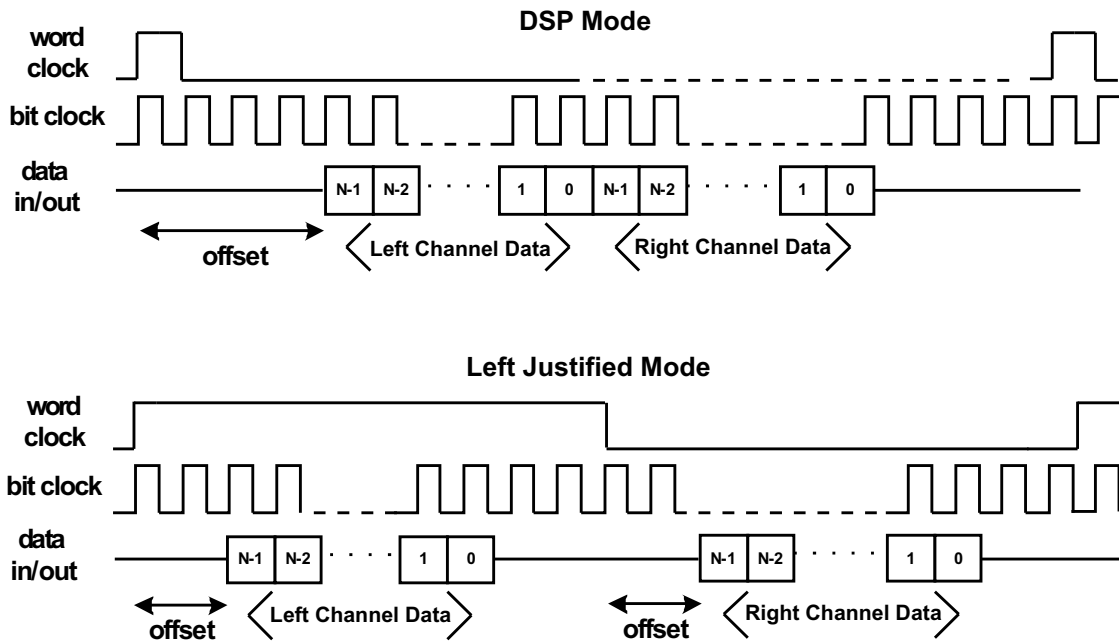 DSP Mode
word
clock
bit clock
data
in/out
N-1 N-2 1 0 N-1 N-2 1 0
offset
Left Channel Data
Right Channel Data
Left Justified Mode
word
clock
bit clock
data
in/out
N-1 N-2 1 0 N-1 N-2 1 0
offset
Left Channel Data
offset
Right Channel Data